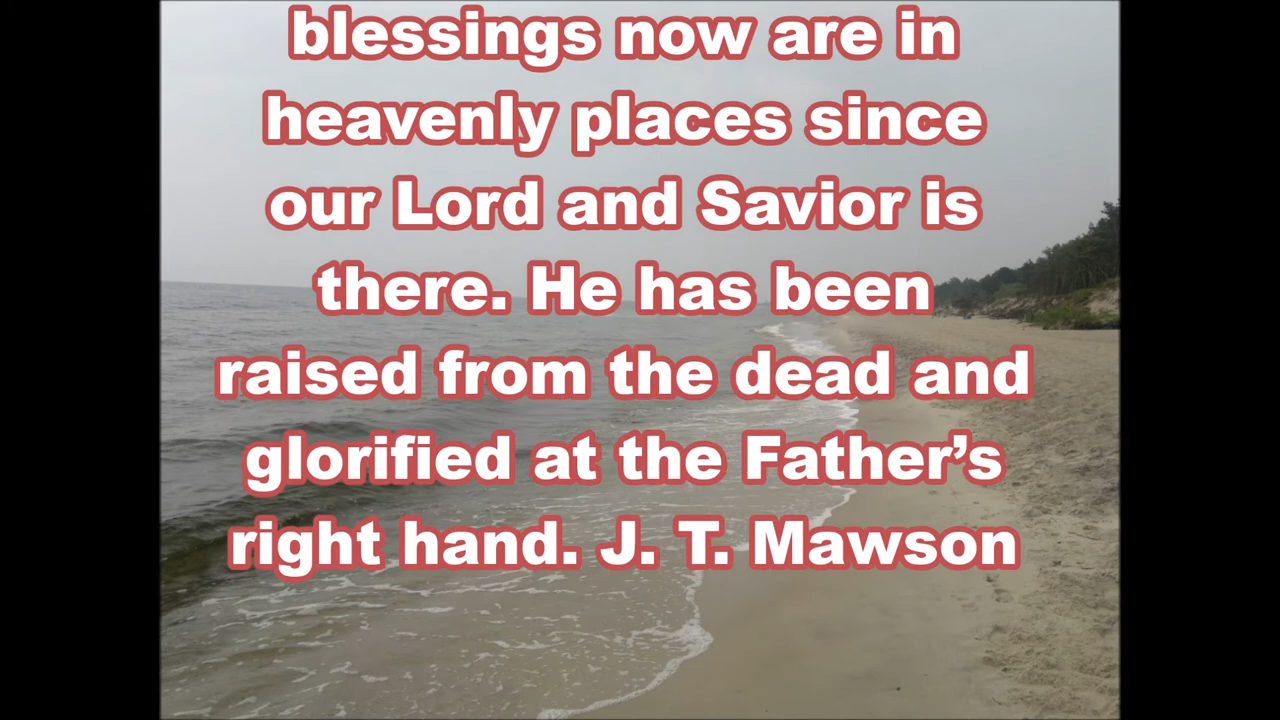 blessings now are in
heavenly places since
our Lord and Savior is
there. He has been
raised from the dead and
glorified at the Father’s
right hand. J. T. Mawson